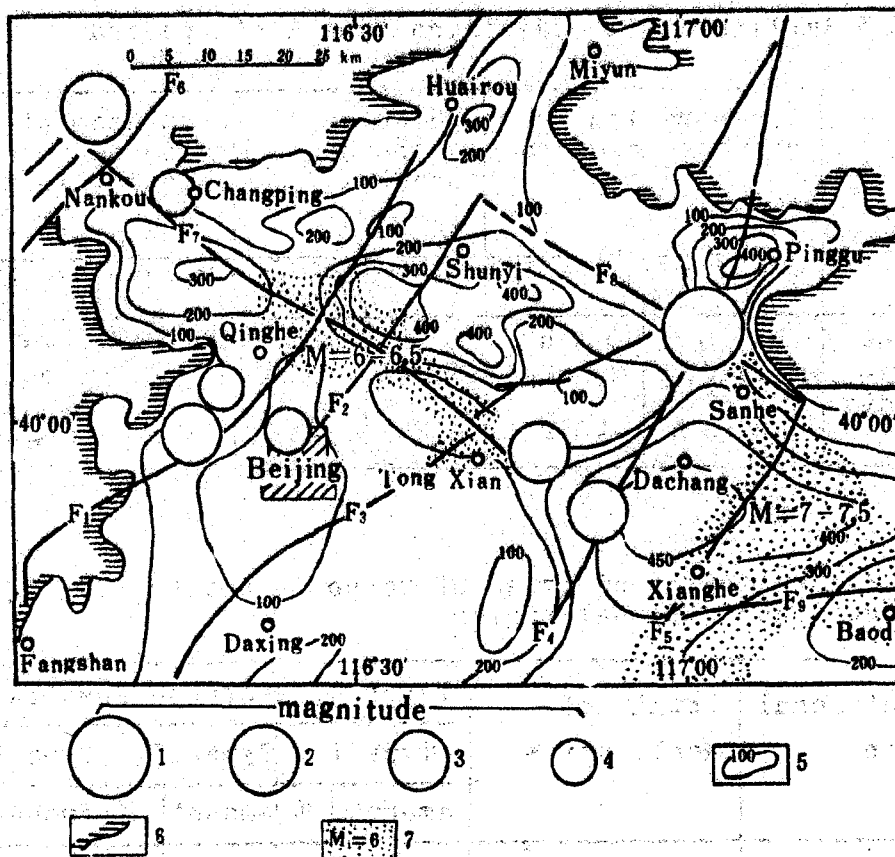 116°30′ 117°00′
0 5 10 15 20 25 km
F6
Miyun
Huairou
300
200
Nankou Changping
100
100
100
200
300
400
Pinggu
F7
200
200
200
Shunyi
F8
300
300
400
400
200
100
400
400
200
Qinghe
M=6-6.5
100
Sanhe
40°00′ 40°00′
F2
Beijing
Tong Xian
Dachang
F1
F3
M=7-7.5
100
450
400
Xianghe
300
100
F9
F4
F5
Baod
Daxing
200
Fangshan
200
200
116°30′ 117°00′
magnitude
1 2 3 4 100 5
6 M=6 7